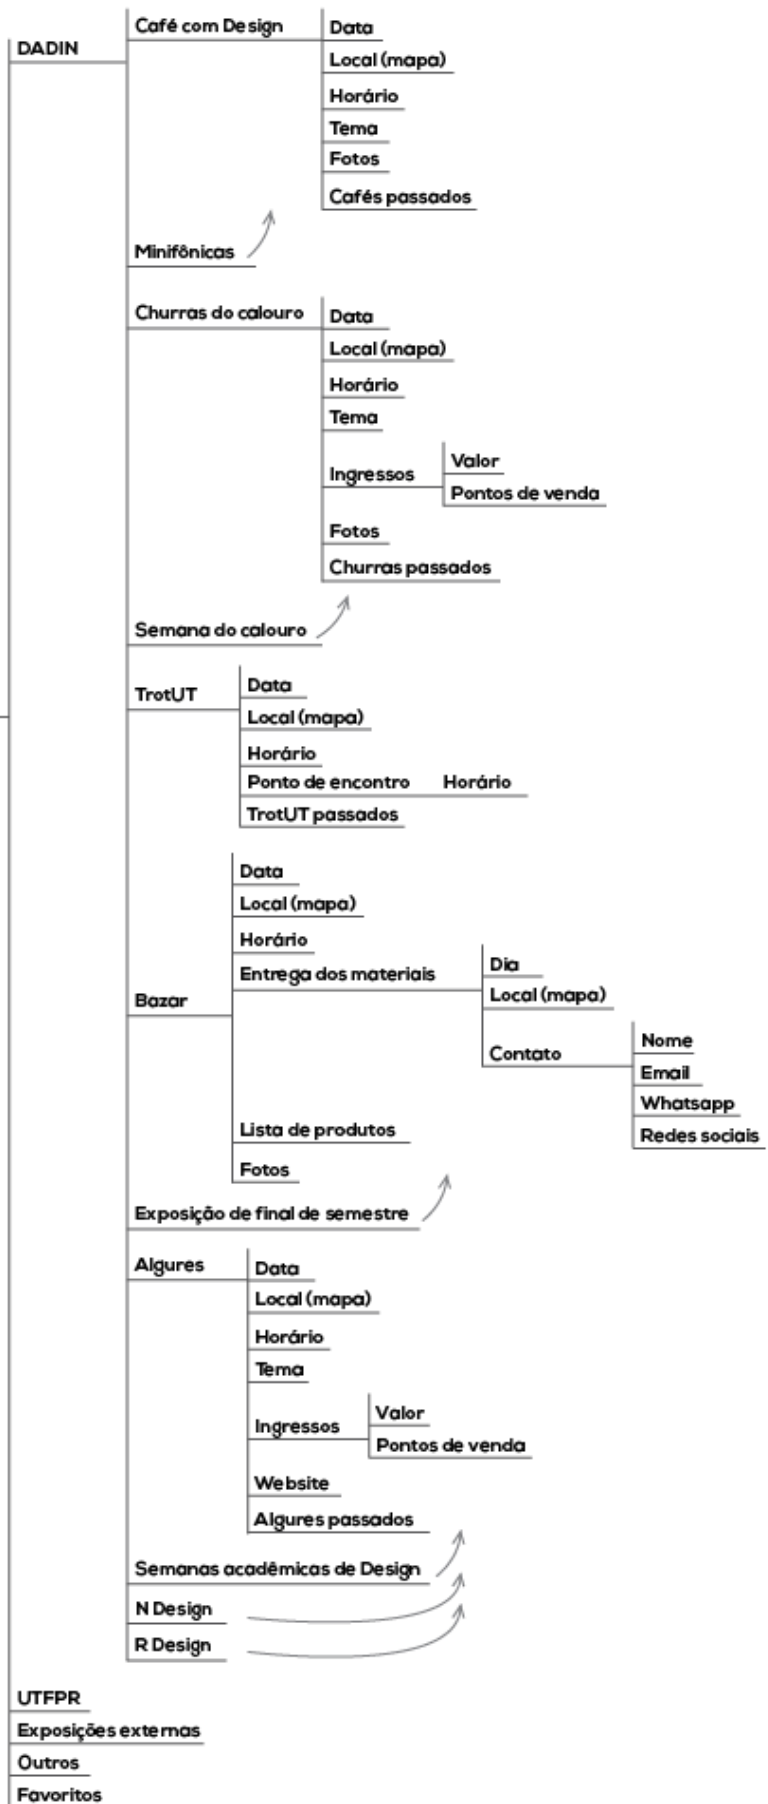 DADIN
Café com Design
Data
Local (mapa)
Horário
Tema
Fotos
Cafés passados
Minifônicas
Churras do calouro
Data
Local (mapa)
Horário
Tema
Ingressos
Valor
Pontos de venda
Fotos
Churras passados
Semana do calouro
TrotUT
Data
Local (mapa)
Horário
Ponto de encontro Horário
TrotUT passados
Bazar
Data
Local (mapa)
Horário
Entrega dos materiais
Dia
Local (mapa)
Contato
Nome
Email
Whatsapp
Redes sociais
Lista de produtos
Fotos
Exposição de final de semestre
Algures
Data
Local (mapa)
Horário
Tema
Ingressos
Valor
Pontos de venda
Website
Algures passados
Semanas acadêmicas de Design
N Design
R Design
UTFPR
Exposições externas
Outros
Favoritos